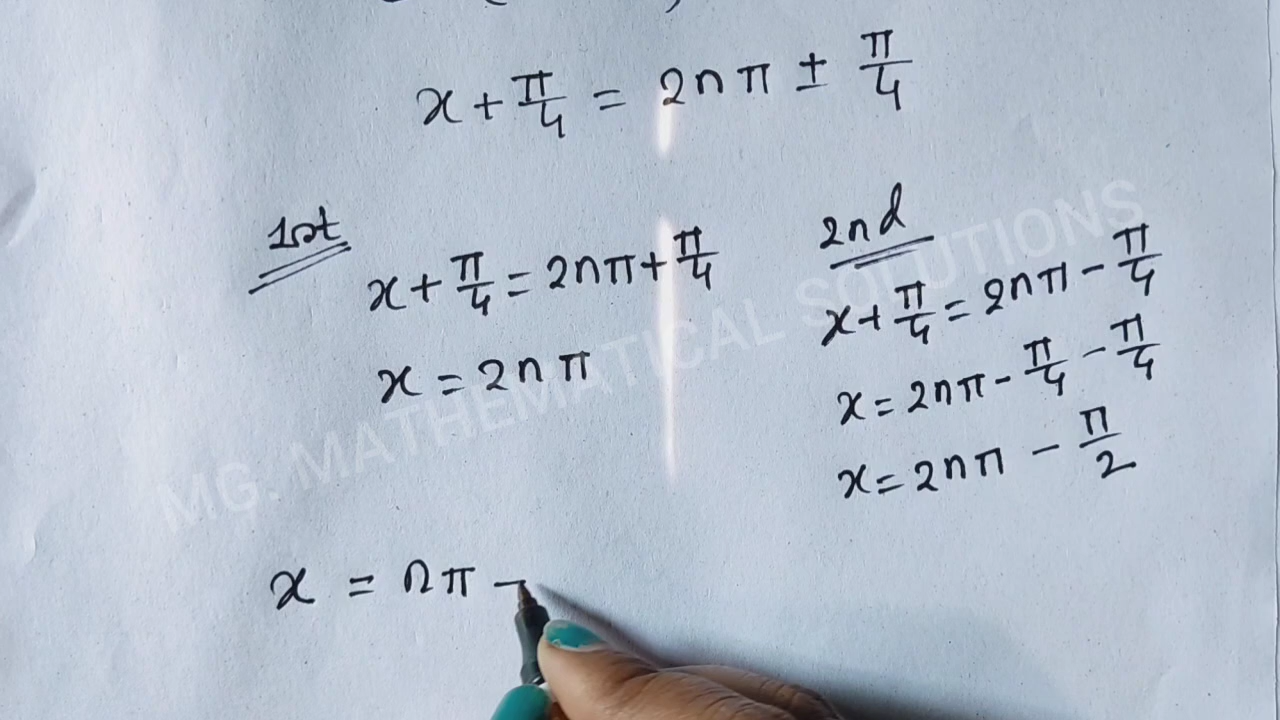 x + π/4 = 2nπ ± π/4
1st
x + π/4 = 2nπ + π/4
x = 2nπ
2nd
x + π/4 = 2nπ - π/4
x = 2nπ - π/4 - π/4
x = 2nπ - π/2
x = nπ -
MG. MATHEMATICAL SOLUTIONS